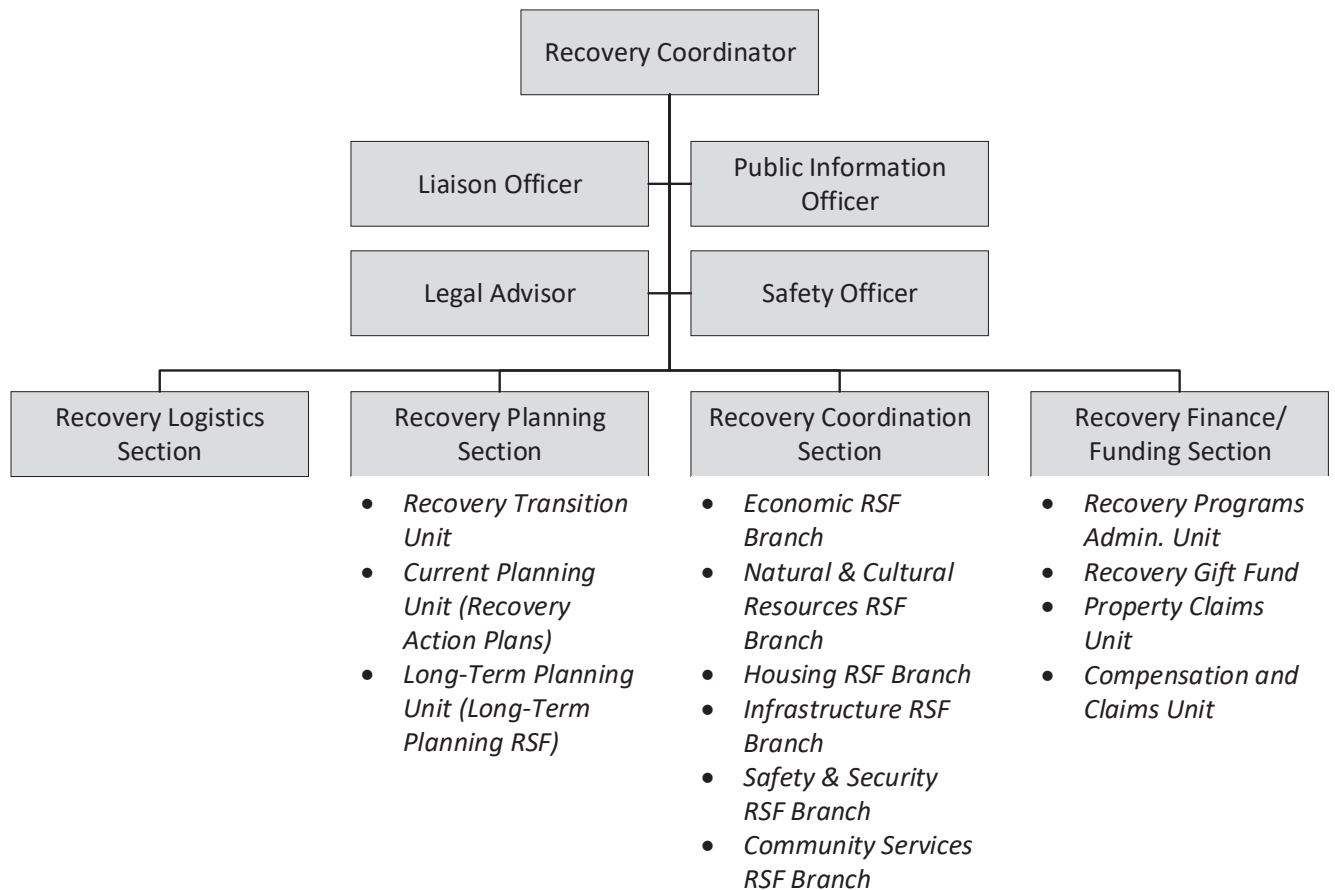 Recovery Coordinator
Liaison Officer
Public Information
Officer
Legal Advisor
Safety Officer
Recovery Logistics
Section
Recovery Planning
Section
• Recovery Transition
Unit
• Current Planning
Unit (Recovery
Action Plans)
• Long-Term Planning
Unit (Long-Term
Planning RSF)
Recovery Coordination
Section
• Economic RSF
Branch
• Natural & Cultural
Resources RSF
Branch
• Housing RSF Branch
• Infrastructure RSF
Branch
• Safety & Security
RSF Branch
• Community Services
RSF Branch
Recovery Finance/
Funding Section
• Recovery Programs
Admin. Unit
• Recovery Gift Fund
• Property Claims
Unit
• Compensation and
Claims Unit